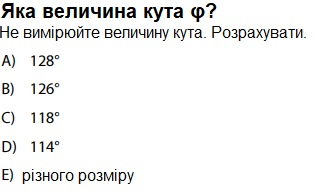 Яка величина кута φ?
Не вимірюйте величину кута. Розрахувати.
A) 128°
B) 126°
C) 118°
D) 114°
E) різного розміру